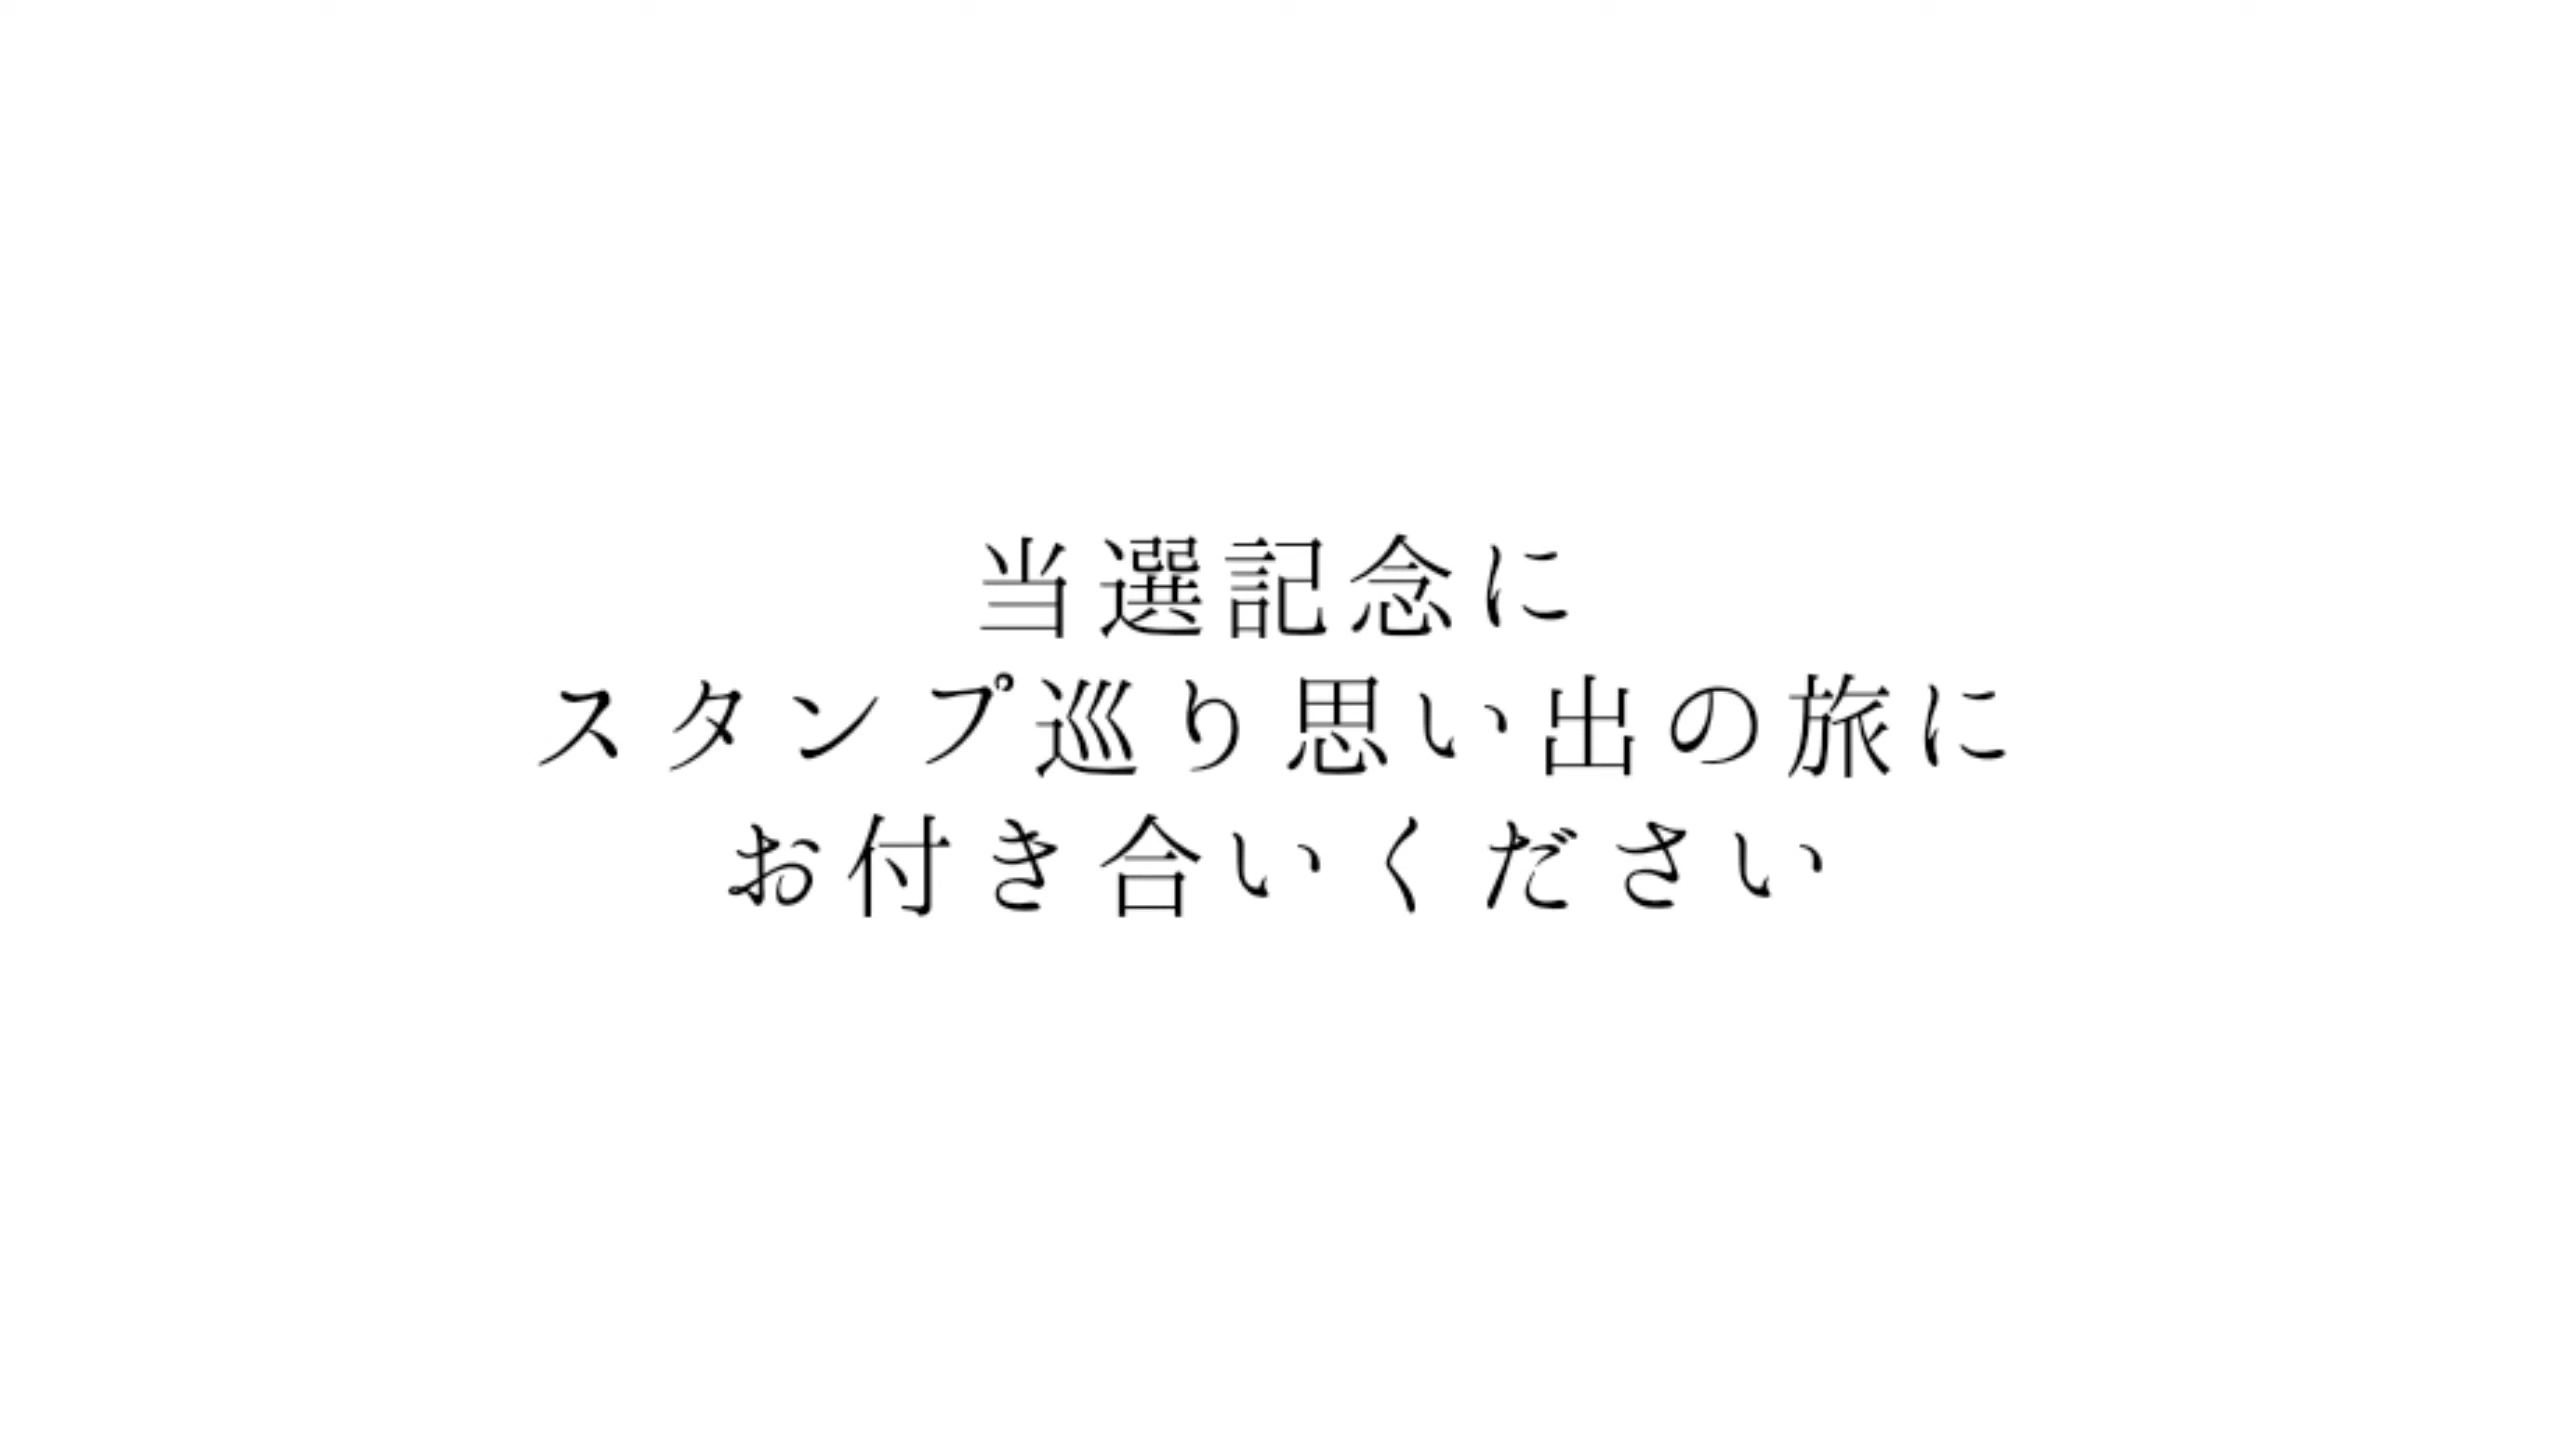 当選記念に
スタンプ巡り思い出の旅に
お付き合いください